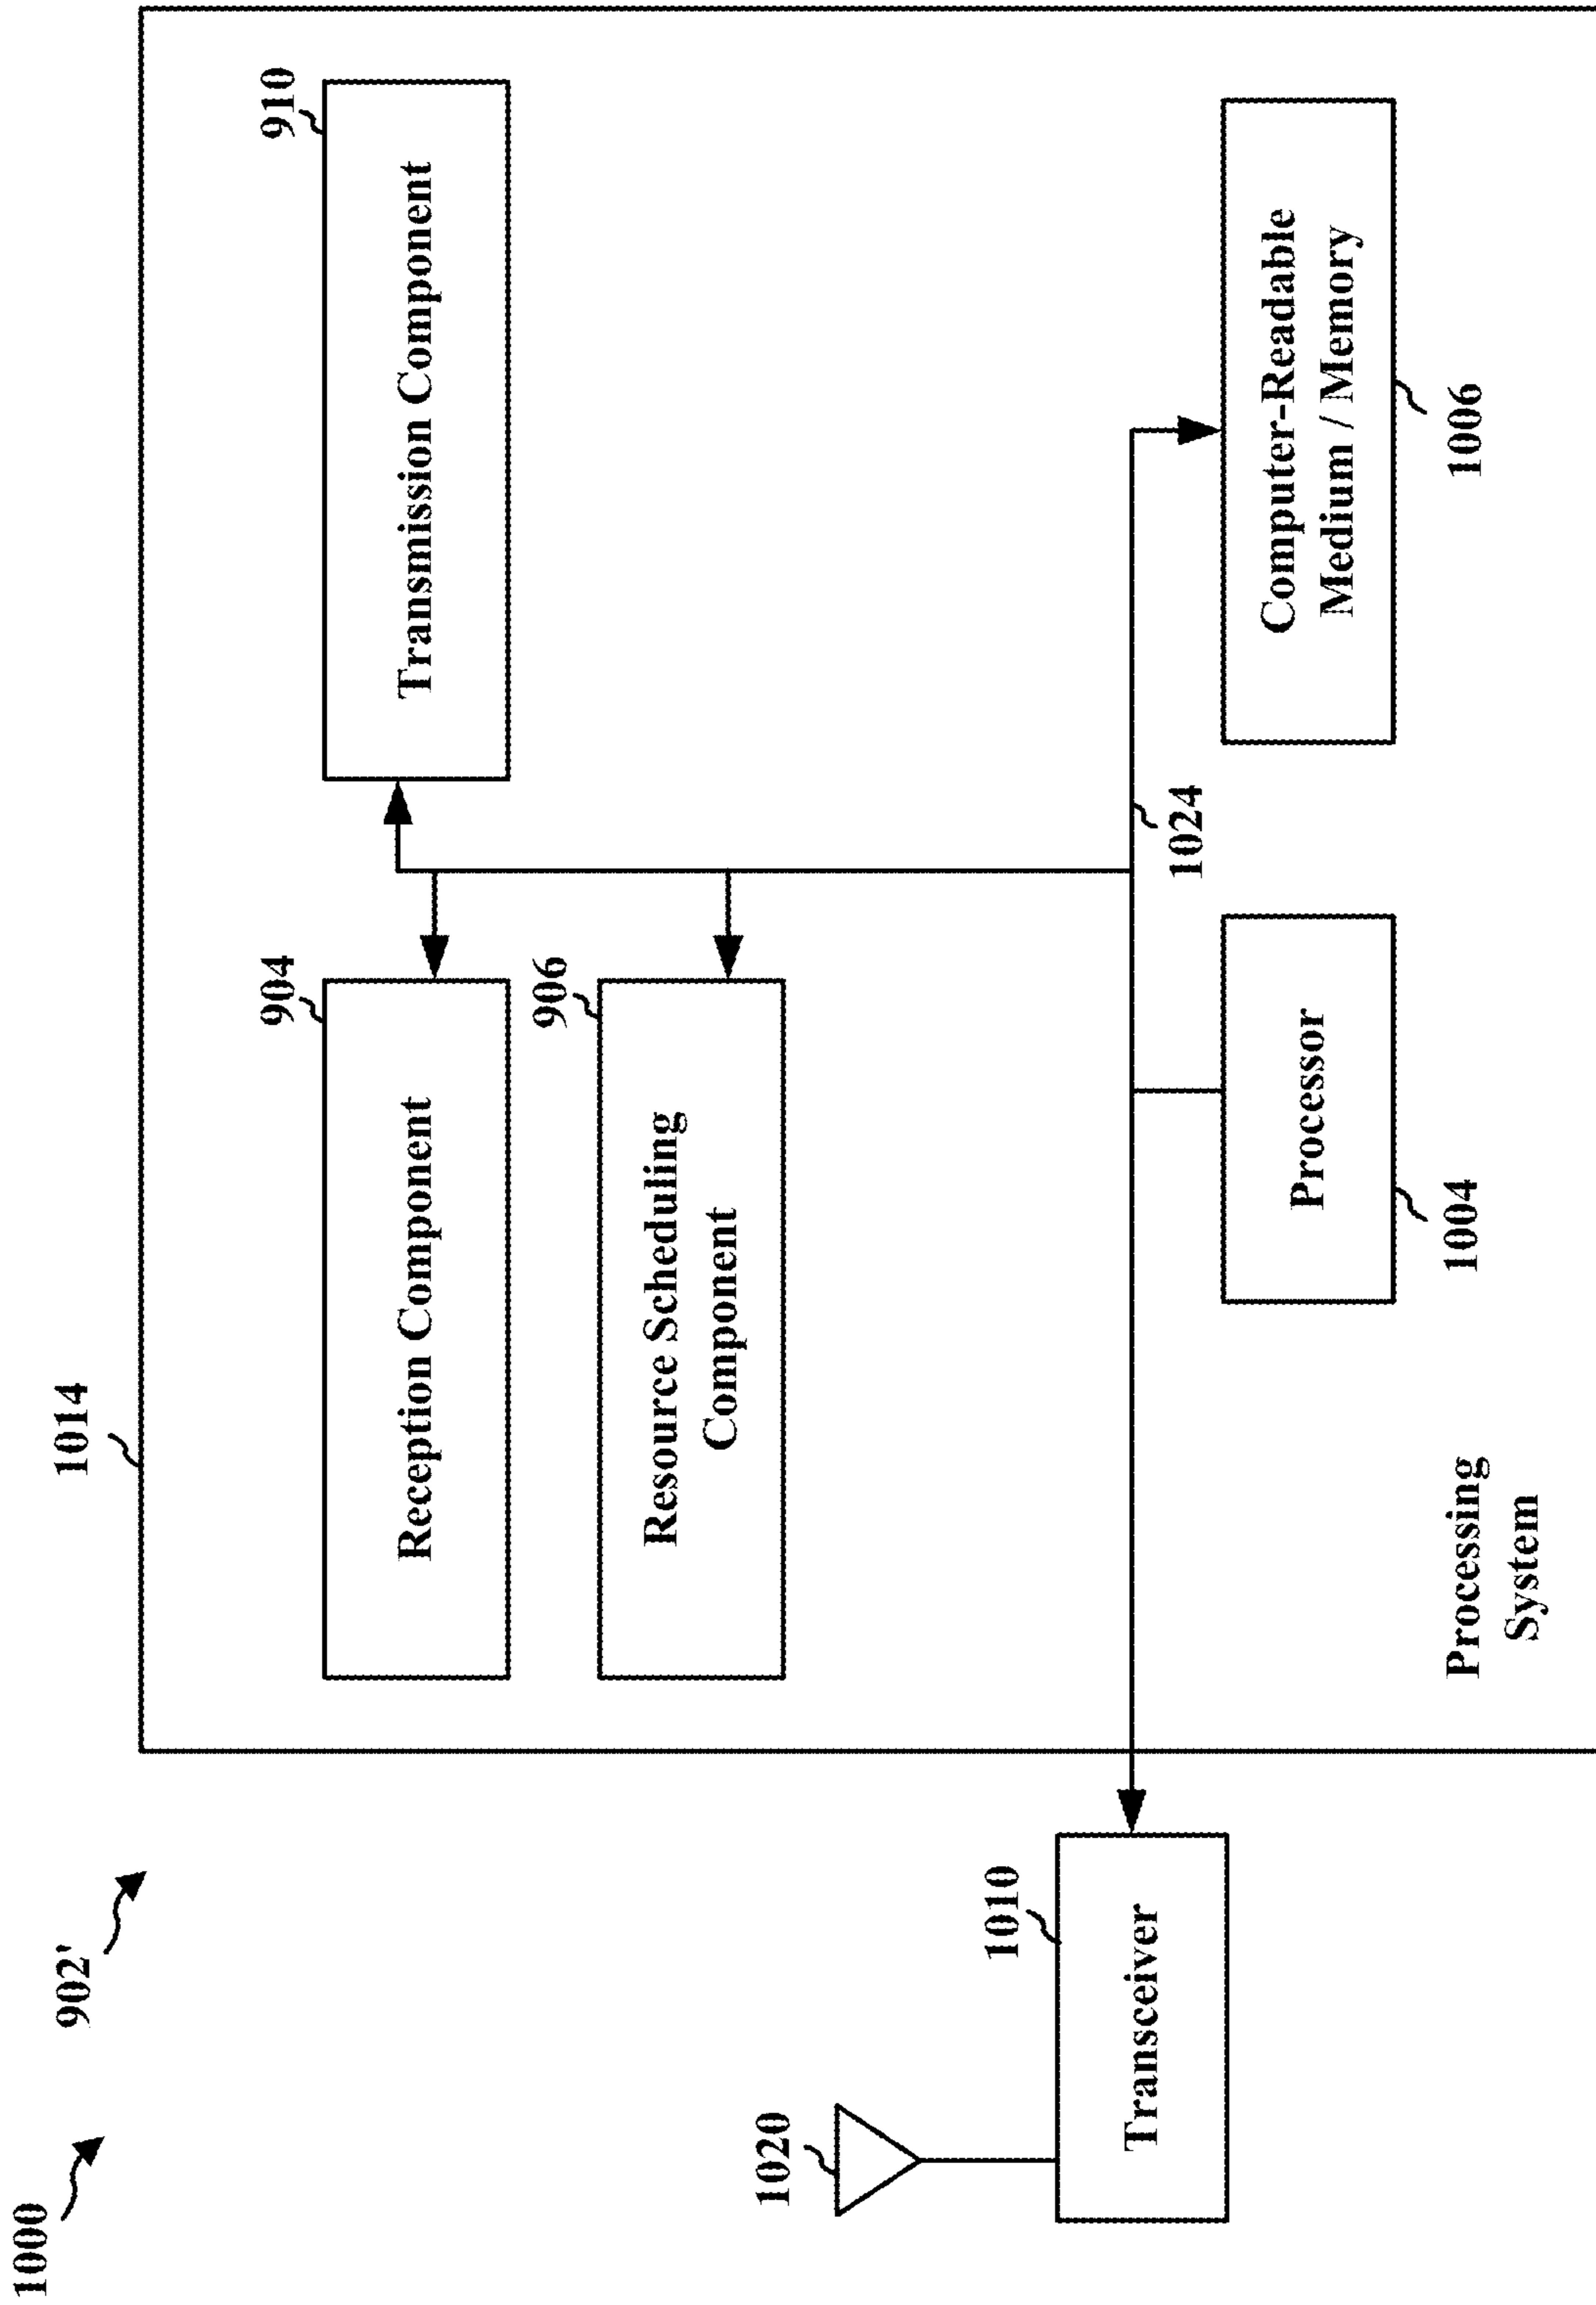 1000
902'
1014
904
Reception Component
910
Transmission Component
906
Resource Scheduling
Component
1020
1010
Transceiver
1024
Processor
1004
Computer-Readable
Medium / Memory
1006
Processing
System